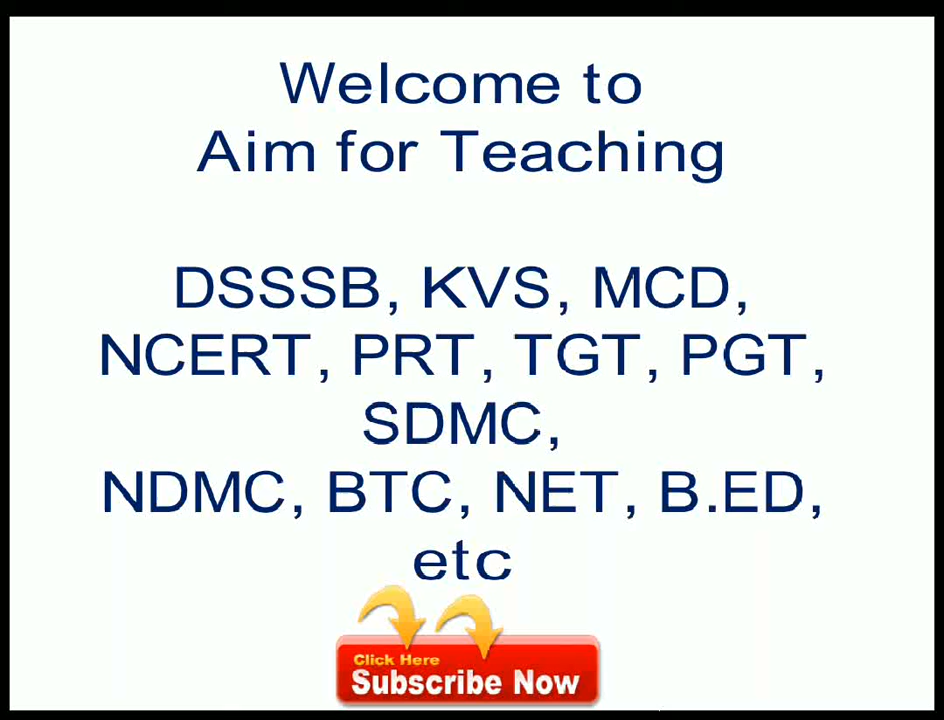 Welcome to
Aim for Teaching
DSSSB, KVS, MCD,
NCERT, PRT, TGT, PGT,
SDMC,
NDMC, BTC, NET, B.ED,
etc
Click Here
Subscribe Now